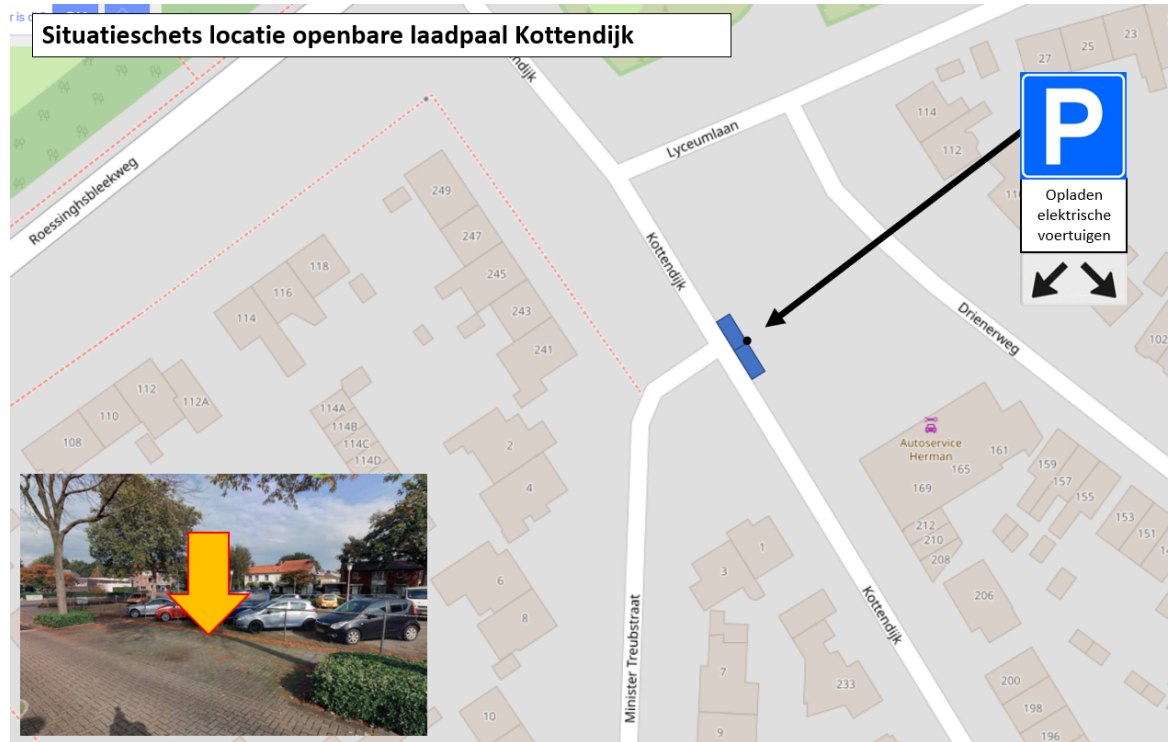 Situatieschets locatie openbare laadpaal Kottendijk
P
Opladen
elektrische
voertuigen
23
25
27
114
112
Lyceumlaan
Roessinghsbleekweg
249
247
245
243
241
118
116
114
Kottendijk
Drienerweg
102
112
112A
110
108
114A
114B
114C
114D
2
4
Autoservice
Herman
161
165
169
159
157
155
153
151
212
210
208
206
1
3
6
8
Kottendijk
Minister Treubstraat
7
9
233
10
200
198
196